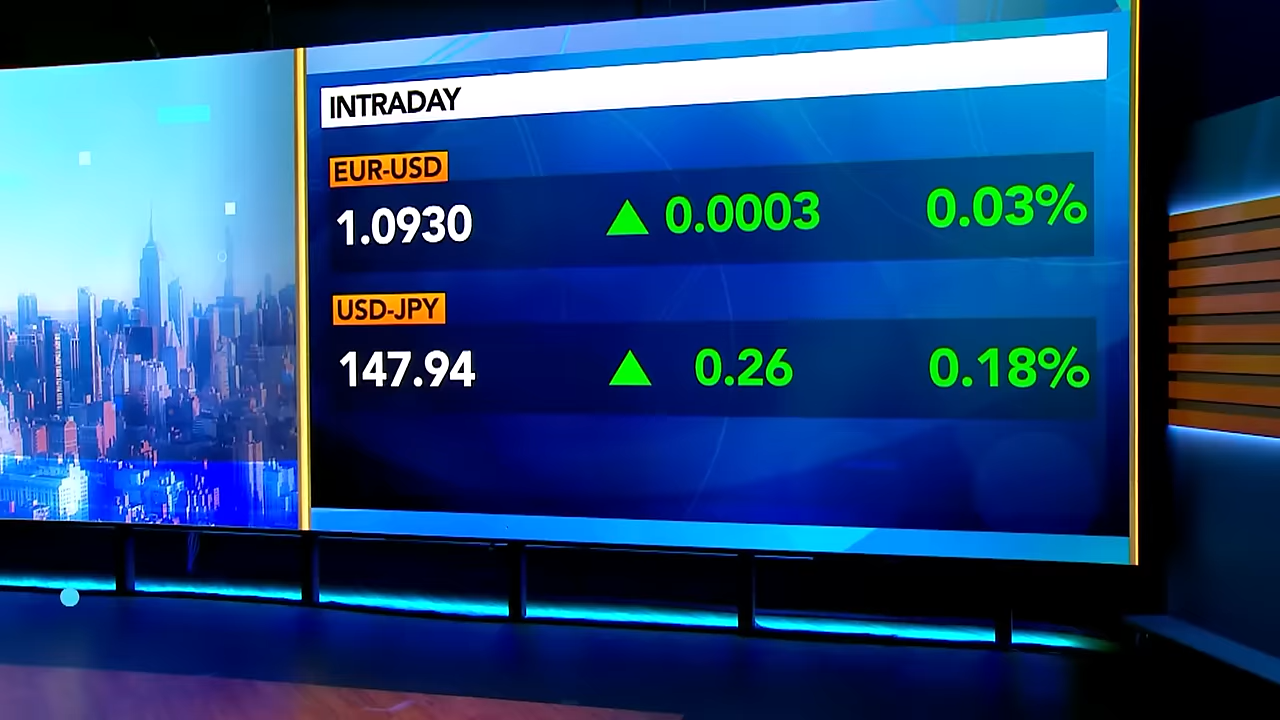 INTRADAY
EUR-USD
1.0930 ▲ 0.0003 0.03%
USD-JPY
147.94 ▲ 0.26 0.18%